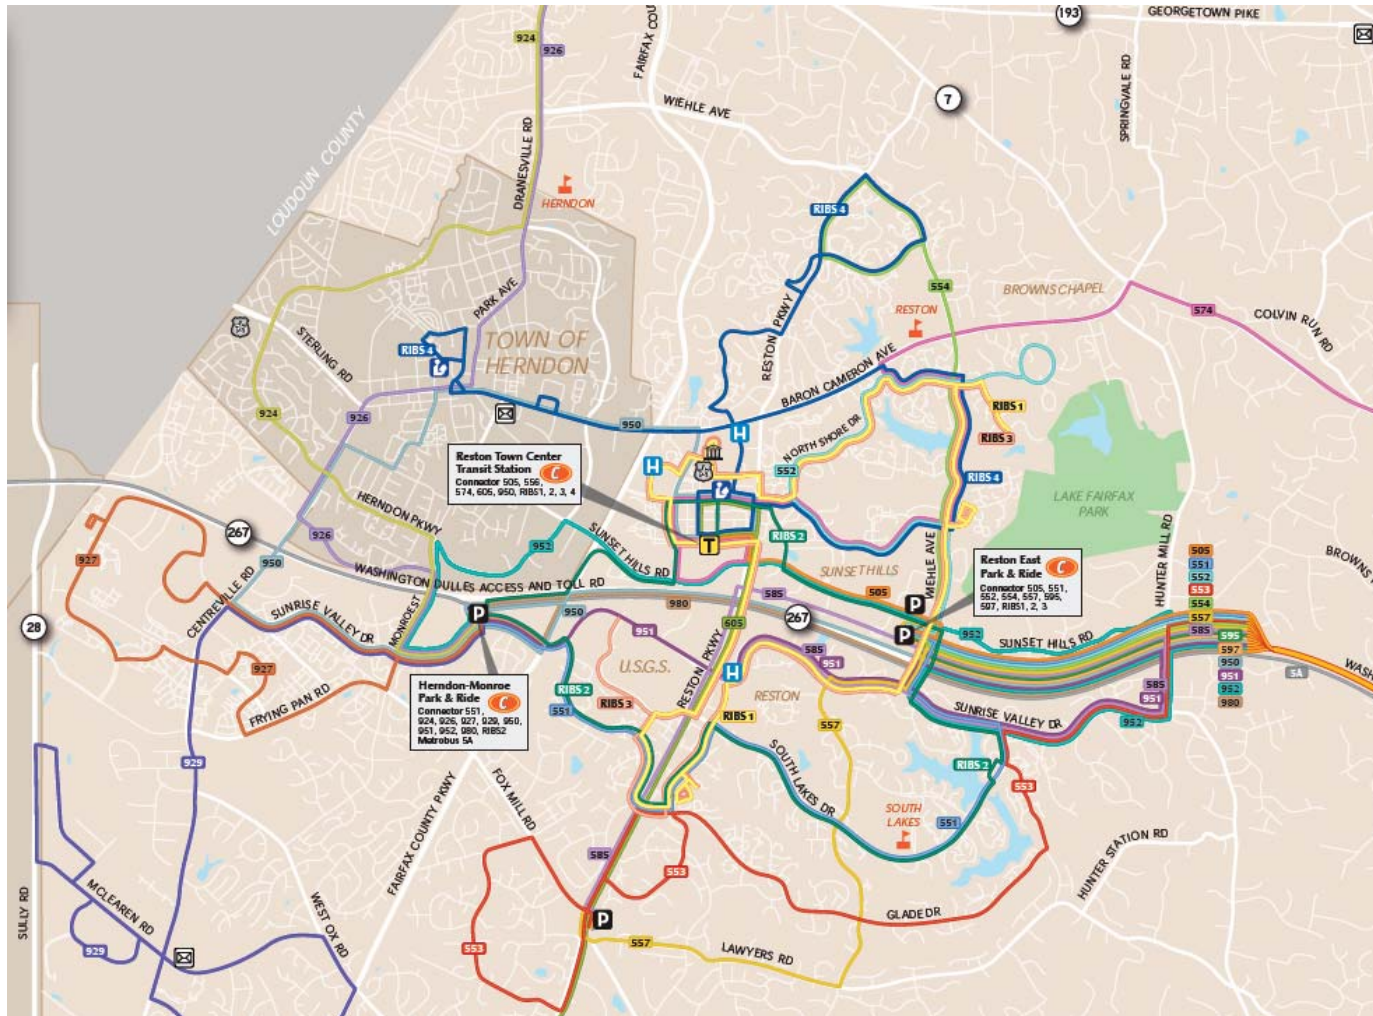 193
GEORGETOWN PIKE
924
926
FAIRFAX COU
SPRINGVALE RD
WIEHLE AVE
7
LOUDOUN COUNTY
DRANESVILLE RD
HERNDON
RIBS 4
554
BROWNS CHAPEL
RESTON
574
COLVIN RUN RD
PARK AVE
RESTON PKWY
STERLING RD
RIBS 4
TOWN OF
HERNDON
BARON CAMERON AVE
924
926
950
H
NORTH SHORE DR
RIBS 1
RIBS 3
Reston Town Center
Transit Station
Connector 505, 556,
574, 605, 950, RIBS1, 2, 3, 4
C
H
552
RIBS 4
LAKE FAIRFAX
PARK
HERNDON PKWY
267
926
952
SUNSET HILLS RD
T
RIBS 2
HUNTER MILL RD
950
WASHINGTON DULLES ACCESS AND TOLL RD
SUNSET HILLS
WIEHLE AVE
Reston East
Park & Ride
Connector 505, 551,
552, 554, 557, 595,
597, RIBS1, 2, 3
C
505
551
552
553
554
557
585
595
597
950
951
952
980
BROWNS
927
CENTREVILLE RD
SUNRISE VALLEY DR
MONROE ST
P
950
980
585
505
P
267
P
952
SUNSET HILLS RD
28
951
605
5A
WASH
927
FRYING PAN RD
U.S.G.S.
RESTON PKWY
H
585
951
RESTON
585
951
952
Herndon-Monroe
Park & Ride
Connector 551,
924, 926, 927, 929, 950,
951, 952, 980, RIBS2
Metrobus 5A
C
RIBS 2
551
RIBS 3
RIBS 1
557
SUNRISE VALLEY DR
929
SOUTH LAKES DR
RIBS 2
553
FAIRFAX COUNTY PKWY
FOX MILL RD
SOUTH
LAKES
551
HUNTER STATION RD
585
553
SULLY RD
MCLEAREN RD
WEST OX RD
P
GLADE DR
929
553
557
LAWYERS RD